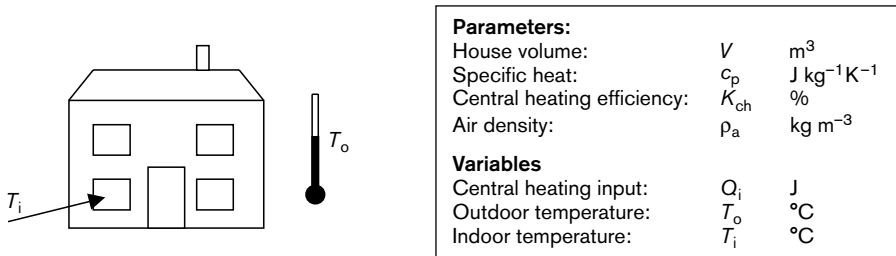 T_i
T_o
Parameters:
House volume: V m³
Specific heat: c_p J kg⁻¹K⁻¹
Central heating efficiency: K_ch %
Air density: ρ_a kg m⁻³
Variables
Central heating input: Q_i J
Outdoor temperature: T_o °C
Indoor temperature: T_i °C